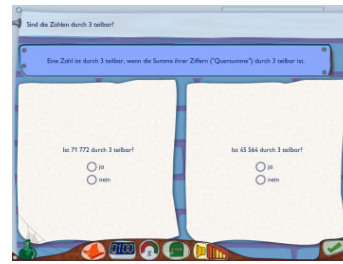 Sind die Zahlen durch 3 teilbar?
Eine Zahl ist durch 3 teilbar, wenn die Summe ihrer Ziffern ("Quersumme") durch 3 teilbar ist.
Ist 71 772 durch 3 teilbar?
ja
nein
Ist 45 564 durch 3 teilbar?
ja
nein